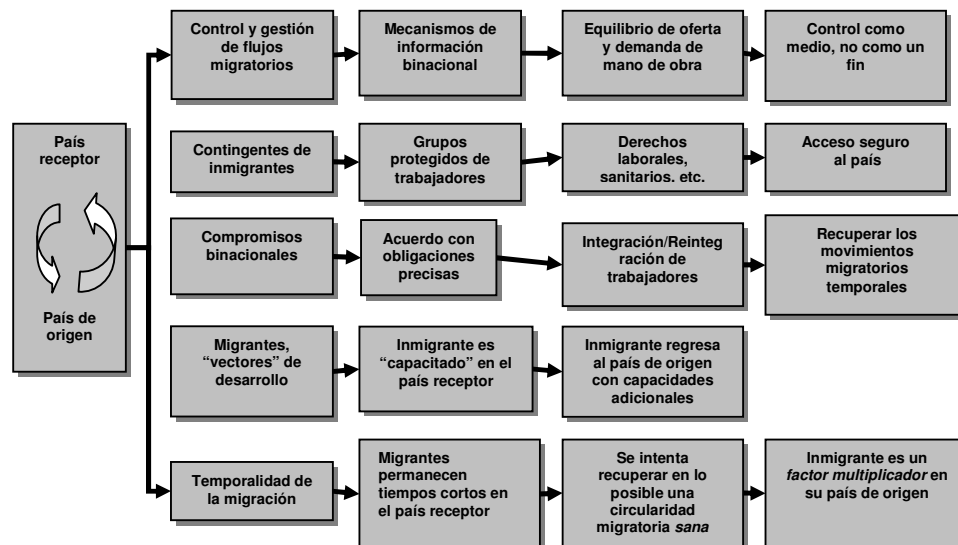 País
receptor
País de
origen
Control y gestión
de flujos
migratorios
Mecanismos de
información
binacional
Equilibrio de oferta
y demanda de
mano de obra
Control como
medio, no como un
fin
Contingentes de
inmigrantes
Grupos
protegidos de
trabajadores
Derechos
laborales,
sanitarios. etc.
Acceso seguro
al país
Compromisos
binacionales
Acuerdo con
obligaciones
precisas
Integración/Reinteg
ración de
trabajadores
Recuperar los
movimientos
migratorios
temporales
Migrantes,
“vectores” de
desarrollo
Inmigrante es
“capacitado” en el
país receptor
Inmigrante regresa
al país de origen
con capacidades
adicionales
Temporalidad de
la migración
Migrantes
permanecen
tiempos cortos en
el país receptor
Se intenta
recuperar en lo
posible una
circularidad
migratoria sana
Inmigrante es un
factor multiplicador en
su país de origen